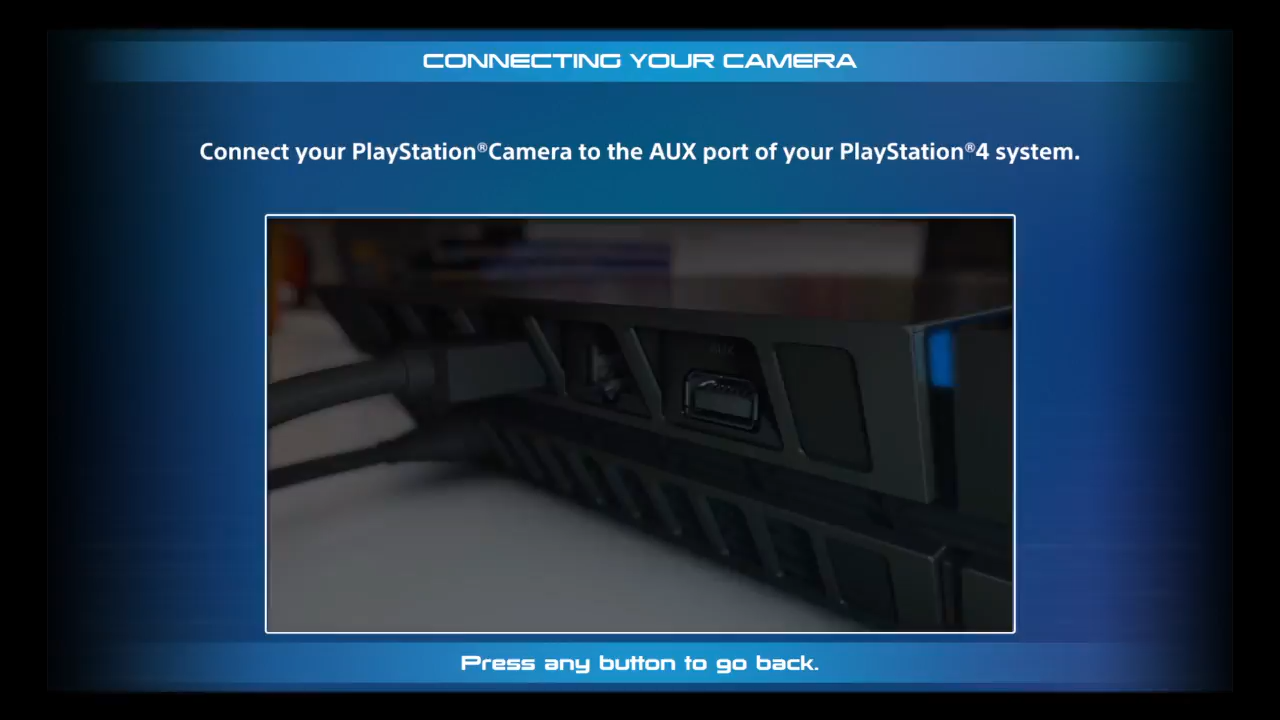 CONNECTING YOUR CAMERA
Connect your PlayStation®Camera to the AUX port of your PlayStation®4 system.
AUX
Press any button to go back.